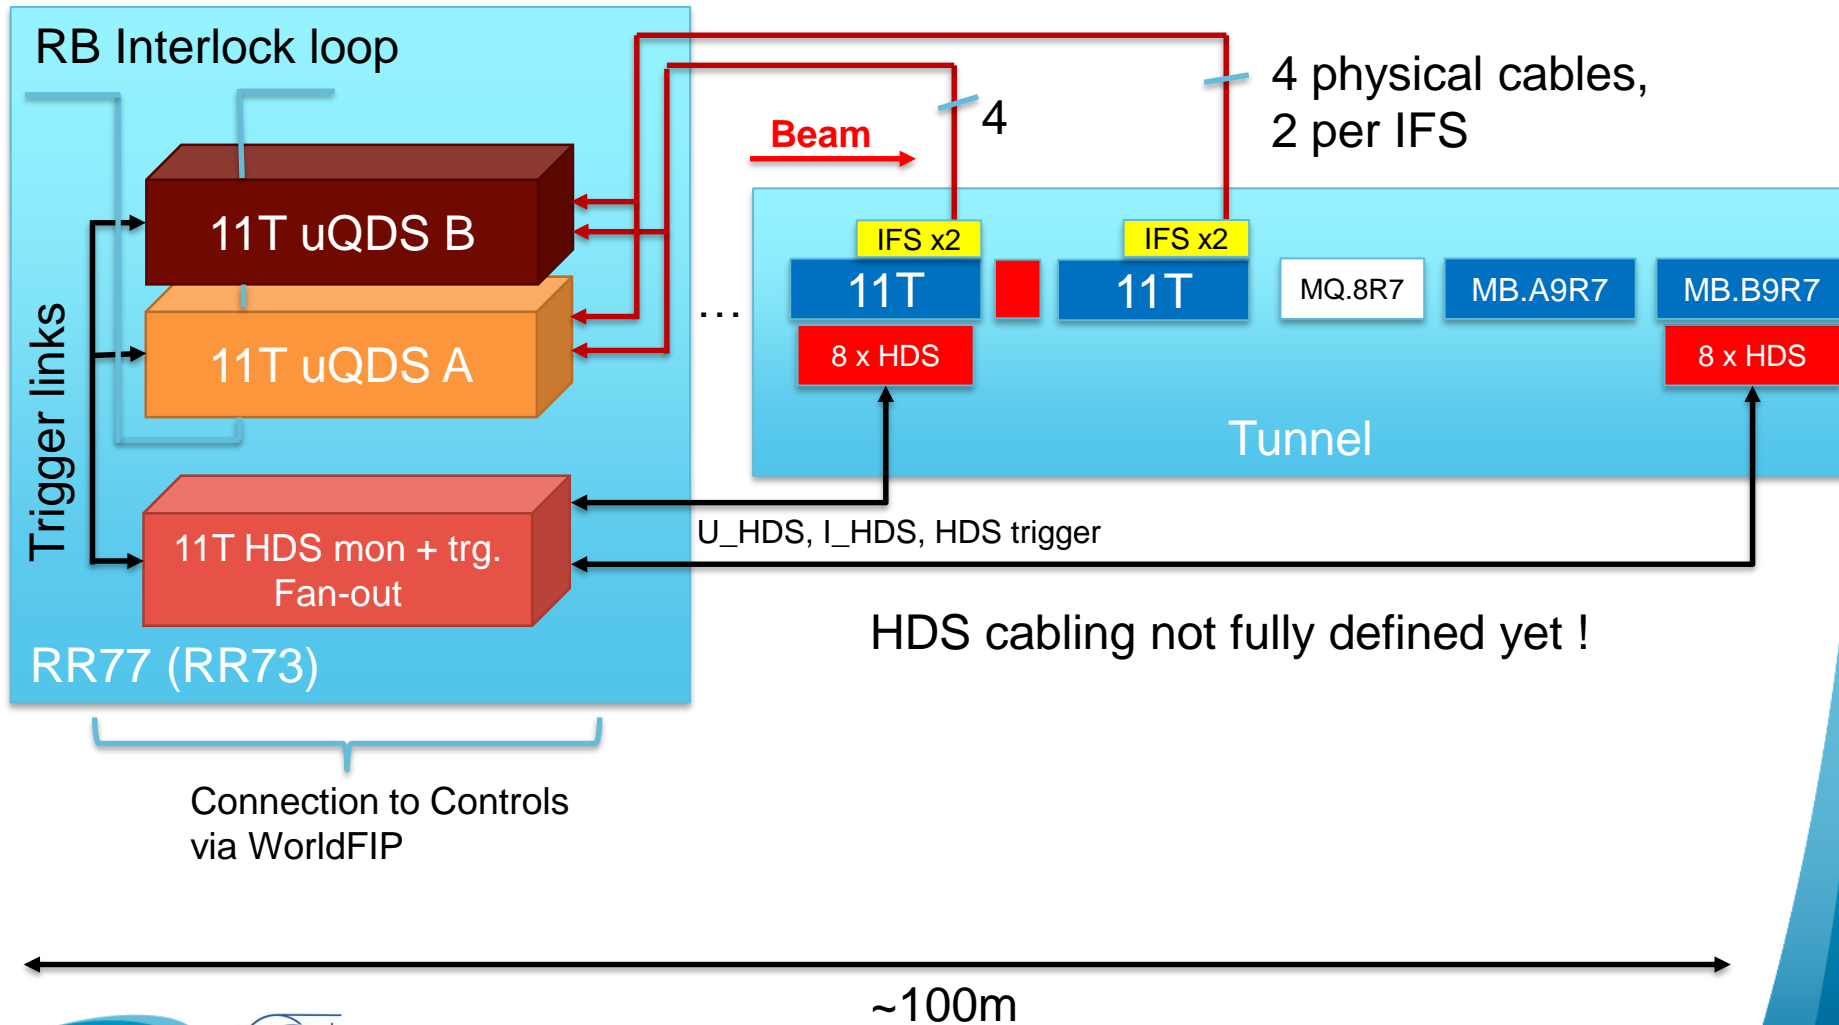 RB Interlock loop
4 physical cables,
2 per IFS
4
Beam
11T uQDS B
IFS x2
IFS x2
11T
11T
MQ.8R7
MB.A9R7
MB.B9R7
...
11T uQDS A
8 x HDS
8 x HDS
Trigger links
Tunnel
11T HDS mon + trg.
Fan-out
U_HDS, I_HDS, HDS trigger
HDS cabling not fully defined yet !
RR77 (RR73)
Connection to Controls
via WorldFIP
~100m